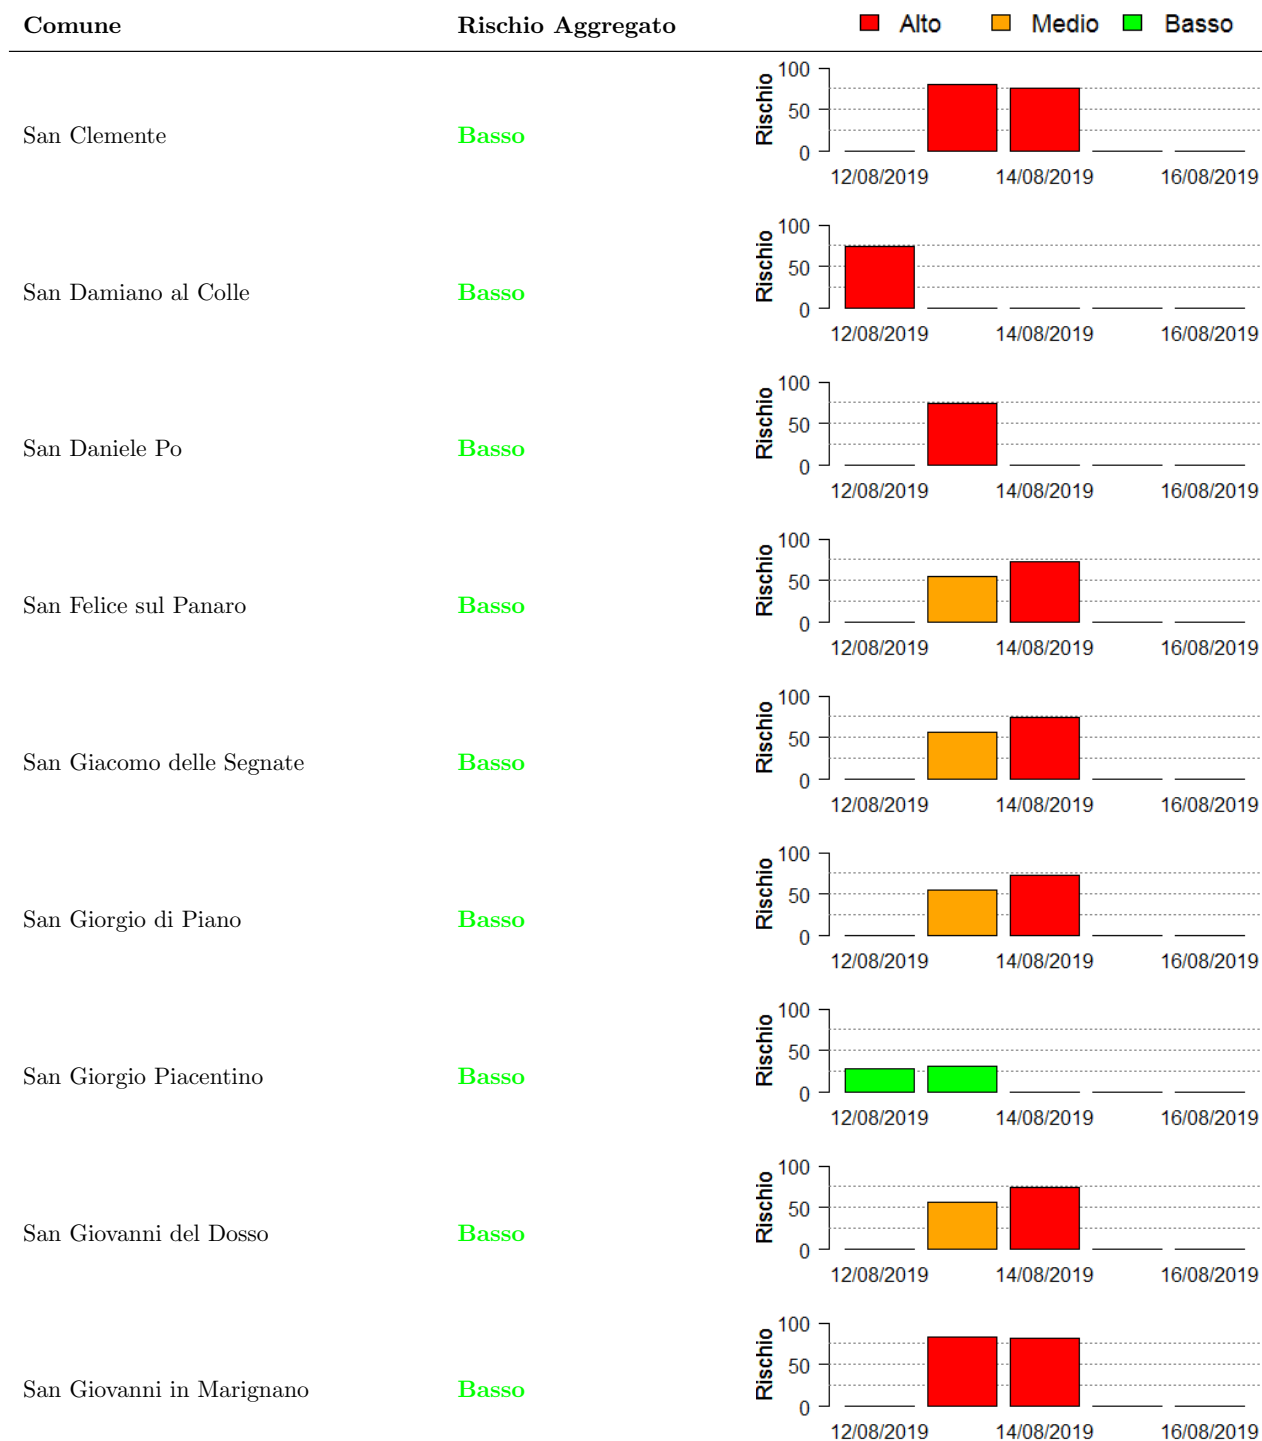 Comune Rischio Aggregato Alto Medio Basso
San Clemente Basso
Rischio
100
50
0
12/08/2019 14/08/2019 16/08/2019
San Damiano al Colle Basso
Rischio
100
50
0
12/08/2019 14/08/2019 16/08/2019
San Daniele Po Basso
Rischio
100
50
0
12/08/2019 14/08/2019 16/08/2019
San Felice sul Panaro Basso
Rischio
100
50
0
12/08/2019 14/08/2019 16/08/2019
San Giacomo delle Segnate Basso
Rischio
100
50
0
12/08/2019 14/08/2019 16/08/2019
San Giorgio di Piano Basso
Rischio
100
50
0
12/08/2019 14/08/2019 16/08/2019
San Giorgio Piacentino Basso
Rischio
100
50
0
12/08/2019 14/08/2019 16/08/2019
San Giovanni del Dosso Basso
Rischio
100
50
0
12/08/2019 14/08/2019 16/08/2019
San Giovanni in Marignano Basso
Rischio
100
50
0
12/08/2019 14/08/2019 16/08/2019